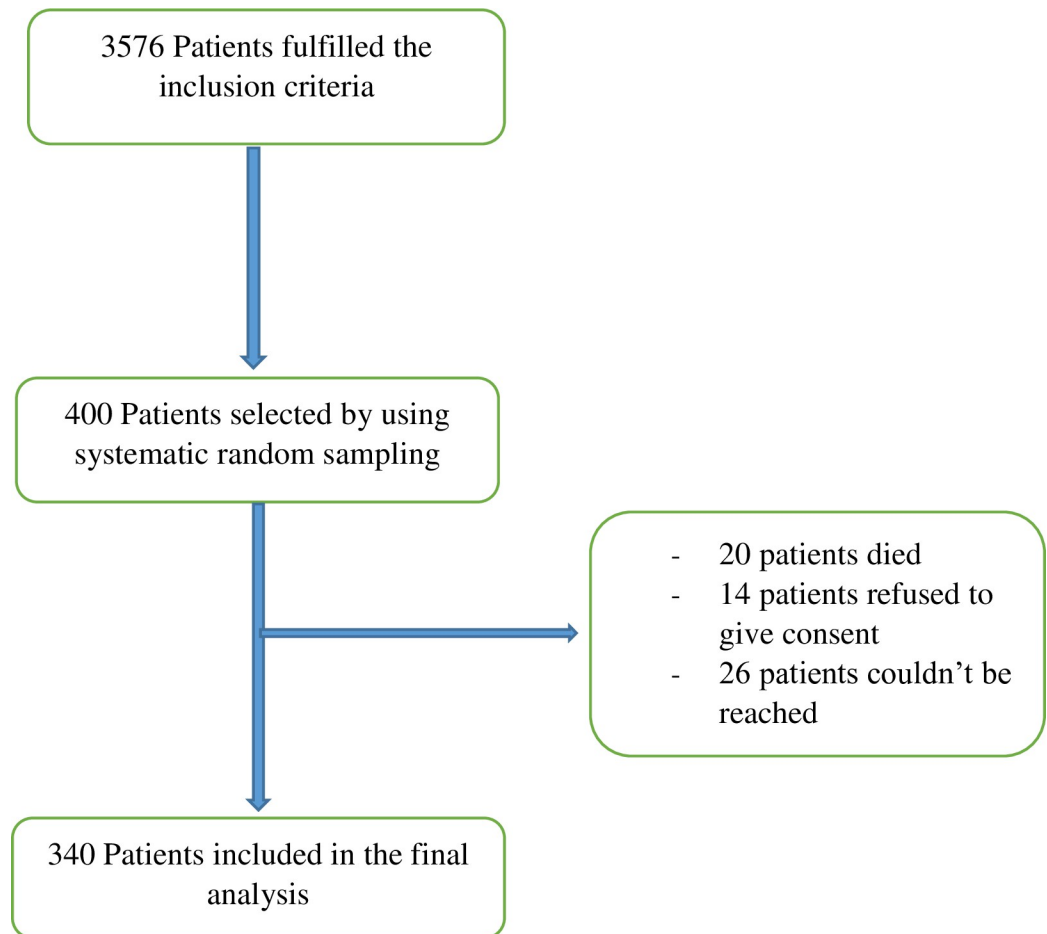 3576 Patients fulfilled the
inclusion criteria
400 Patients selected by using
systematic random sampling
- 20 patients died
- 14 patients refused to
give consent
- 26 patients couldn’t be
reached
340 Patients included in the final
analysis